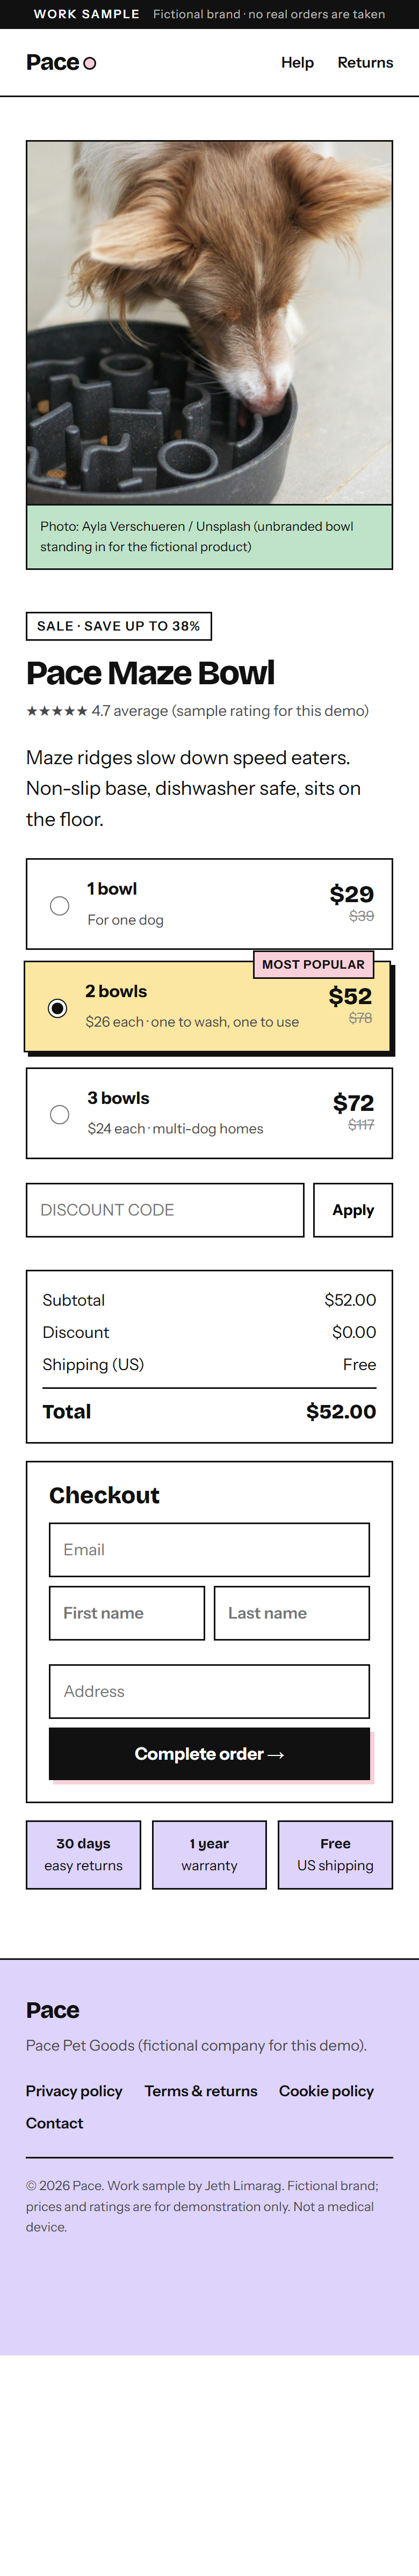 WORK SAMPLE Fictional brand · no real orders are taken
Pace
Help Returns
Photo: Ayla Verschueren / Unsplash (unbranded bowl
standing in for the fictional product)
SALE · SAVE UP TO 38%
Pace Maze Bowl
★★★★★ 4.7 average (sample rating for this demo)
Maze ridges slow down speed eaters.
Non-slip base, dishwasher safe, sits on
the floor.
1 bowl
For one dog
$29
$39
MOST POPULAR
2 bowls
$26 each · one to wash, one to use
$52
$78
3 bowls
$24 each · multi-dog homes
$72
$117
DISCOUNT CODE
Apply
Subtotal $52.00
Discount $0.00
Shipping (US) Free
Total $52.00
Checkout
Email
First name Last name
Address
Complete order →
30 days
easy returns
1 year
warranty
Free
US shipping
Pace
Pace Pet Goods (fictional company for this demo).
Privacy policy Terms & returns Cookie policy
Contact
© 2026 Pace. Work sample by Jeth Limarag. Fictional brand;
prices and ratings are for demonstration only. Not a medical
device.